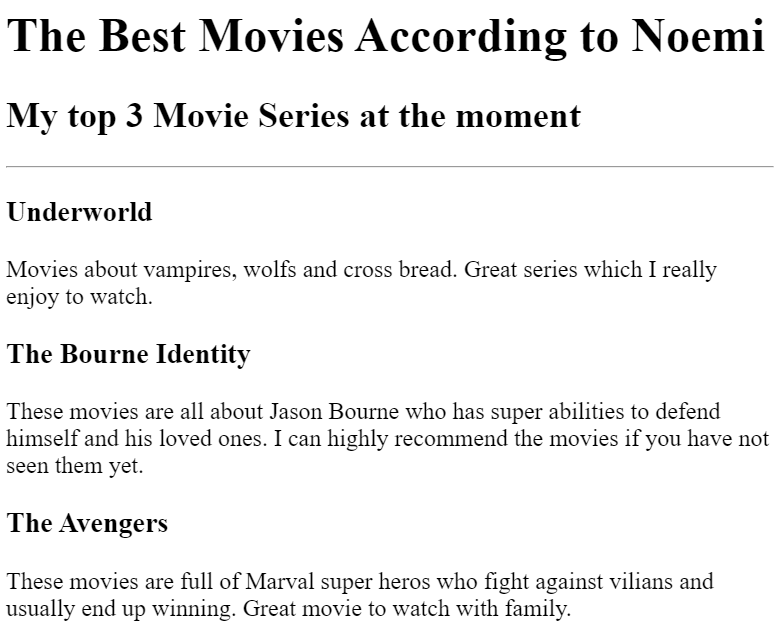 The Best Movies According to Noemi
My top 3 Movie Series at the moment
Underworld
Movies about vampires, wolfs and cross bread. Great series which I really
enjoy to watch.
The Bourne Identity
These movies are all about Jason Bourne who has super abilities to defend
himself and his loved ones. I can highly recommend the movies if you have not
seen them yet.
The Avengers
These movies are full of Marval super heros who fight against vilians and
usually end up winning. Great movie to watch with family.